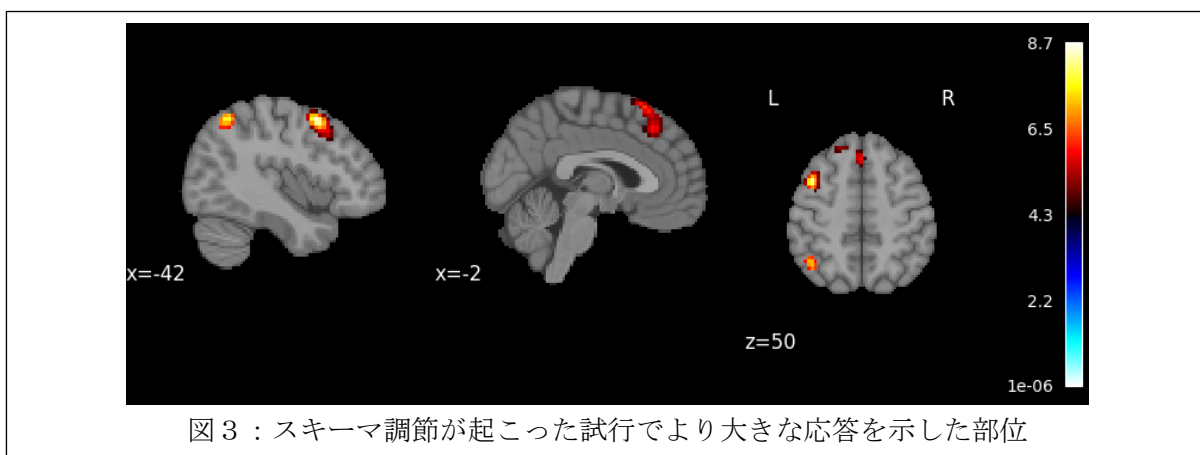 8.7
L R
6.5
4.3
x=-42 x=-2
2.2
z=50
1e-06
図３：スキーマ調節が起こった試行でより大きな応答を示した部位